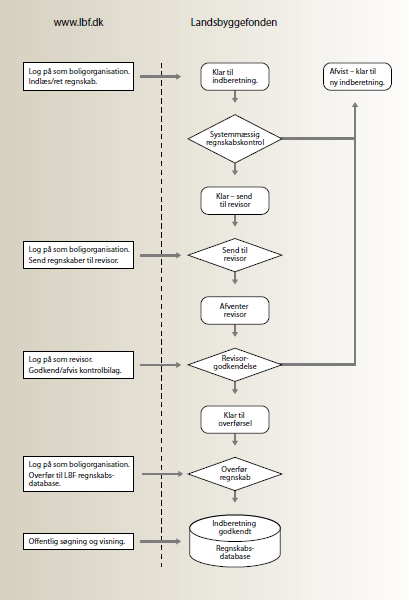 www.lbf.dk
Landsbyggefonden
Log på som boligorganisation.
Indlæs/ret regnskab.
Klar til
indberetning.
Afvist – klar til
ny indberetning.
Systemmæssig
regnskabskontrol
Klar – send
til revisor
Log på som boligorganisation.
Send regnskaber til revisor.
Send til
revisor
Afventer
revisor
Log på som revisor.
Godkend/afvis kontrolbilag.
Revisor-
godkendelse
Klar til
overførsel
Log på som boligorganisation.
Overfør til LBF regnskabs-
database.
Overfør
regnskab
Indberetning
godkendt
Offentlig søgning og visning.
Regnskabs-
database